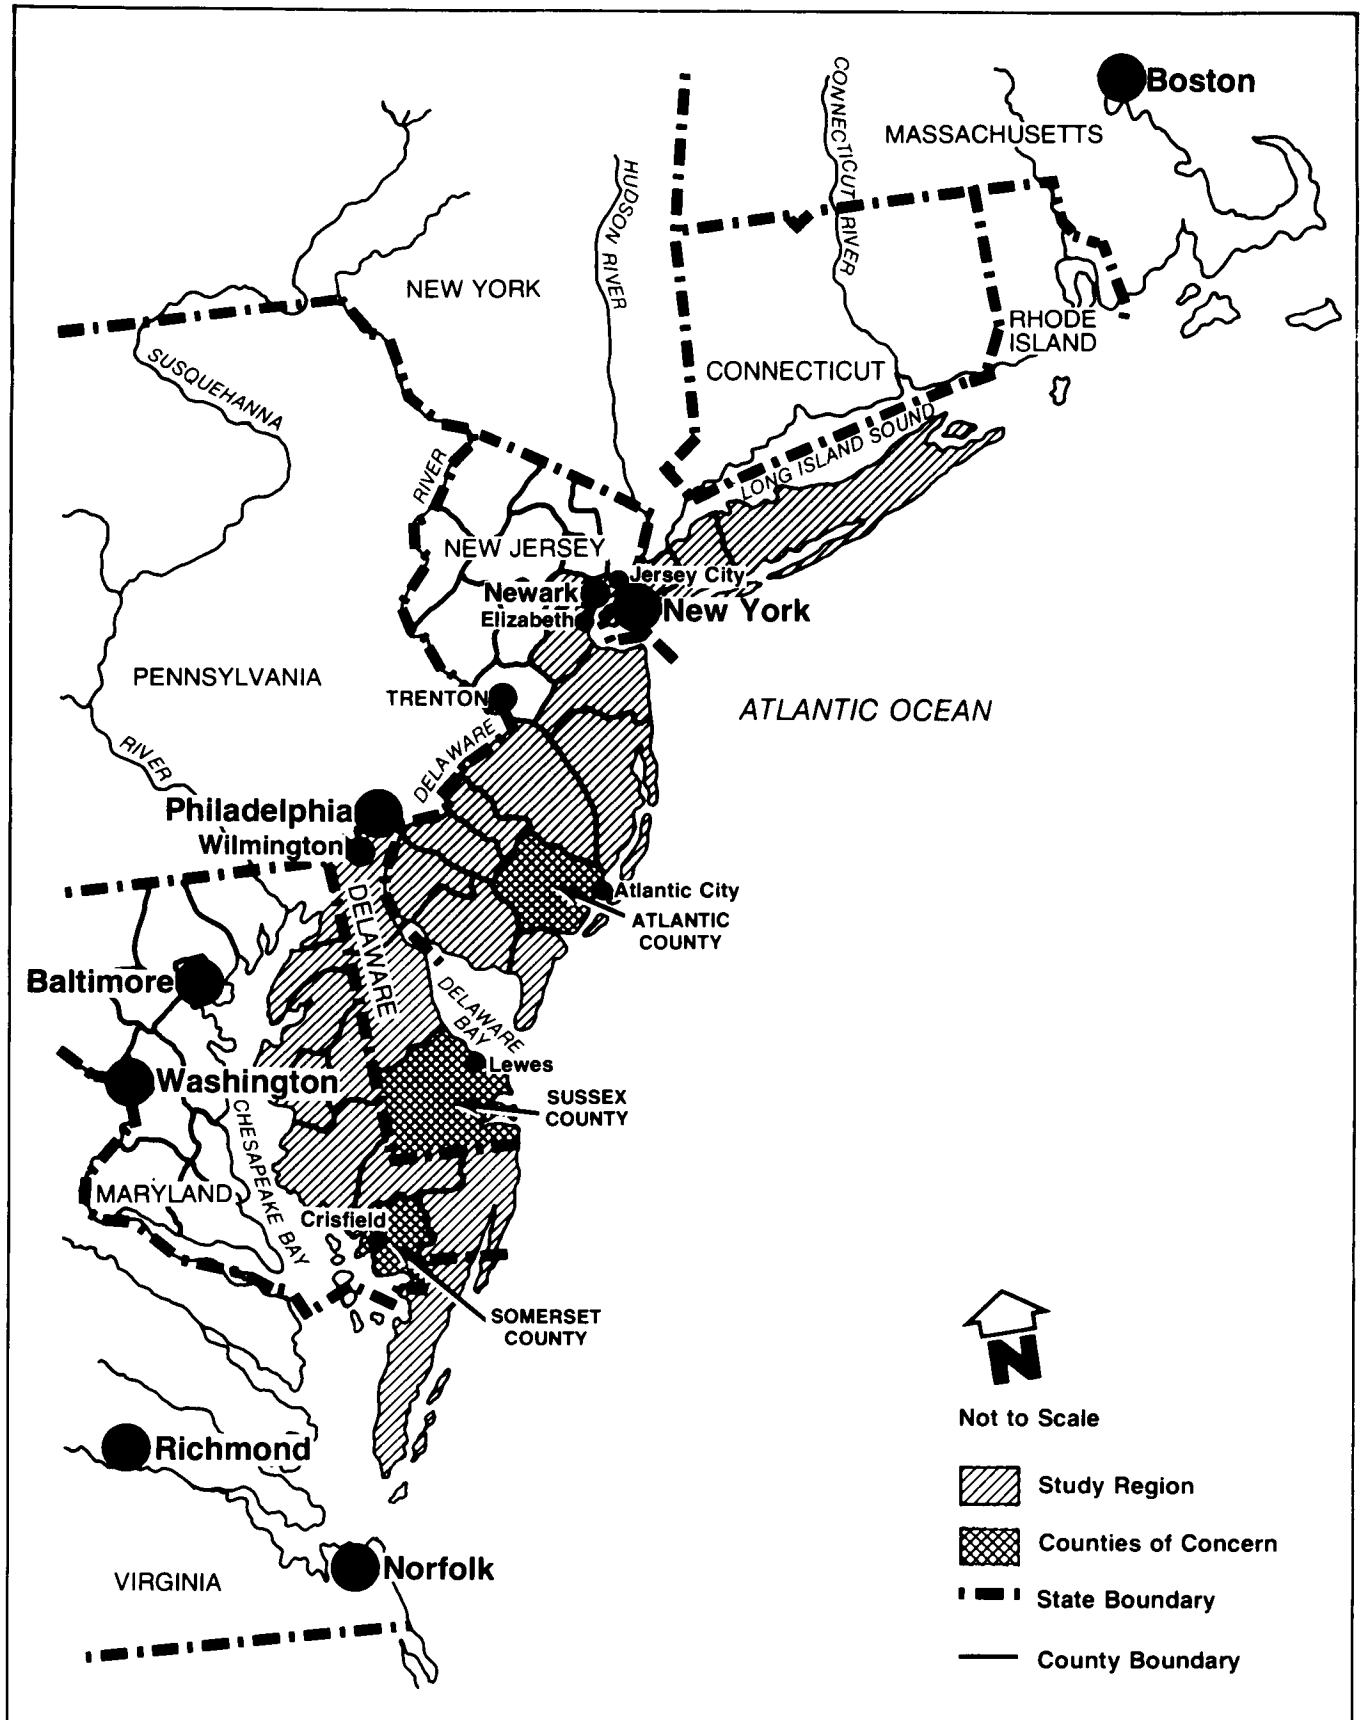 Boston
MASSACHUSETTS
CONNECTICUT RIVER
HUDSON RIVER
NEW YORK
RHODE
ISLAND
SUSQUEHANNA
CONNECTICUT
LONG ISLAND SOUND
RIVER
NEW JERSEY
Jersey City
Newark
New York
Elizabeth
PENNSYLVANIA
TRENTON
ATLANTIC OCEAN
RIVER
DELAWARE
Philadelphia
Wilmington
Atlantic City
ATLANTIC
COUNTY
DELAWARE
Baltimore
DELAWARE
BAY
Lewes
Washington
SUSSEX
COUNTY
CHESAPEAKE BAY
MARYLAND
Crisfield
SOMERSET
COUNTY
N
Not to Scale
Richmond
Study Region
Counties of Concern
Norfolk
VIRGINIA
State Boundary
County Boundary